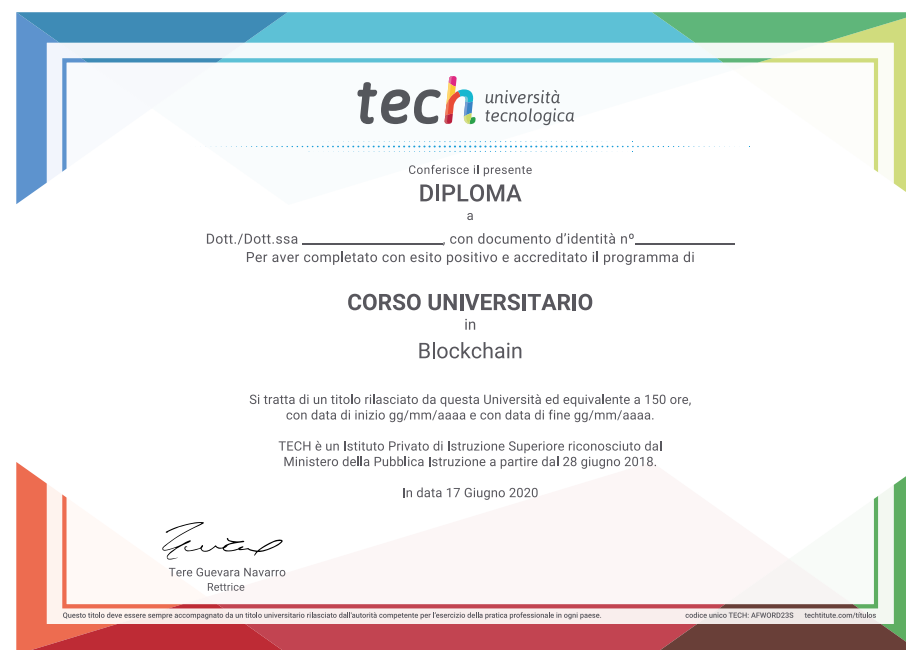 tech università
tecnologica
Conferisce il presente
DIPLOMA
a
Dott./Dott.ssa ____________________, con documento d'identità nº______________
Per aver completato con esito positivo e accreditato il programma di
CORSO UNIVERSITARIO
in
Blockchain
Si tratta di un titolo rilasciato da questa Università ed equivalente a 150 ore,
con data di inizio gg/mm/aaaa e con data di fine gg/mm/aaaa.
TECH è un Istituto Privato di Istruzione Superiore riconosciuto dal
Ministero della Pubblica Istruzione a partire dal 28 giugno 2018.
In data 17 Giugno 2020
Tere Guevara Navarro
Rettrice
Questo titolo deve essere sempre accompagnato da un titolo universitario rilasciato dall'autorità competente per l'esercizio della pratica professionale in ogni paese. codice unico TECH: AFWORD23S techtitute.com/titulos